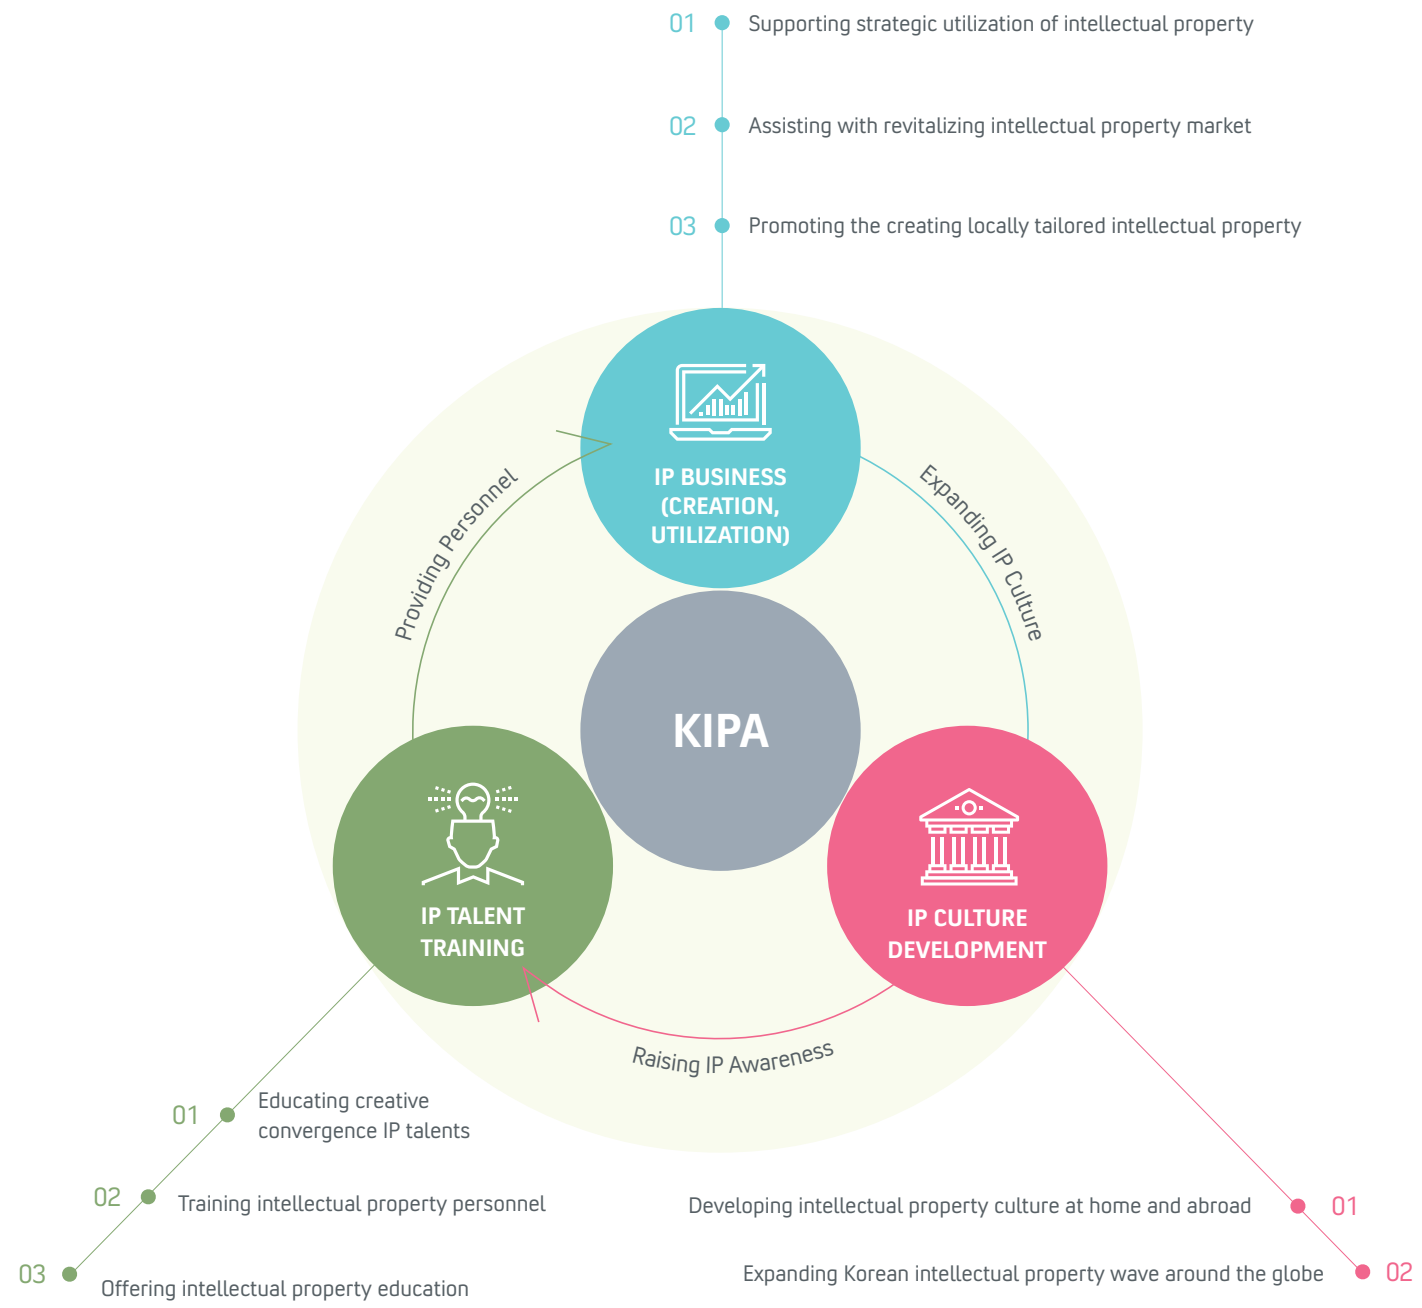 01 Supporting strategic utilization of intellectual property
02 Assisting with revitalizing intellectual property market
03 Promoting the creating locally tailored intellectual property
IP BUSINESS
(CREATION,
UTILIZATION)
Providing Personnel
Expanding IP Culture
KIPA
IP TALENT
TRAINING
IP CULTURE
DEVELOPMENT
Raising IP Awareness
01 Educating creative
convergence IP talents
02 Training intellectual property personnel
03 Offering intellectual property education
Developing intellectual property culture at home and abroad 01
Expanding Korean intellectual property wave around the globe 02